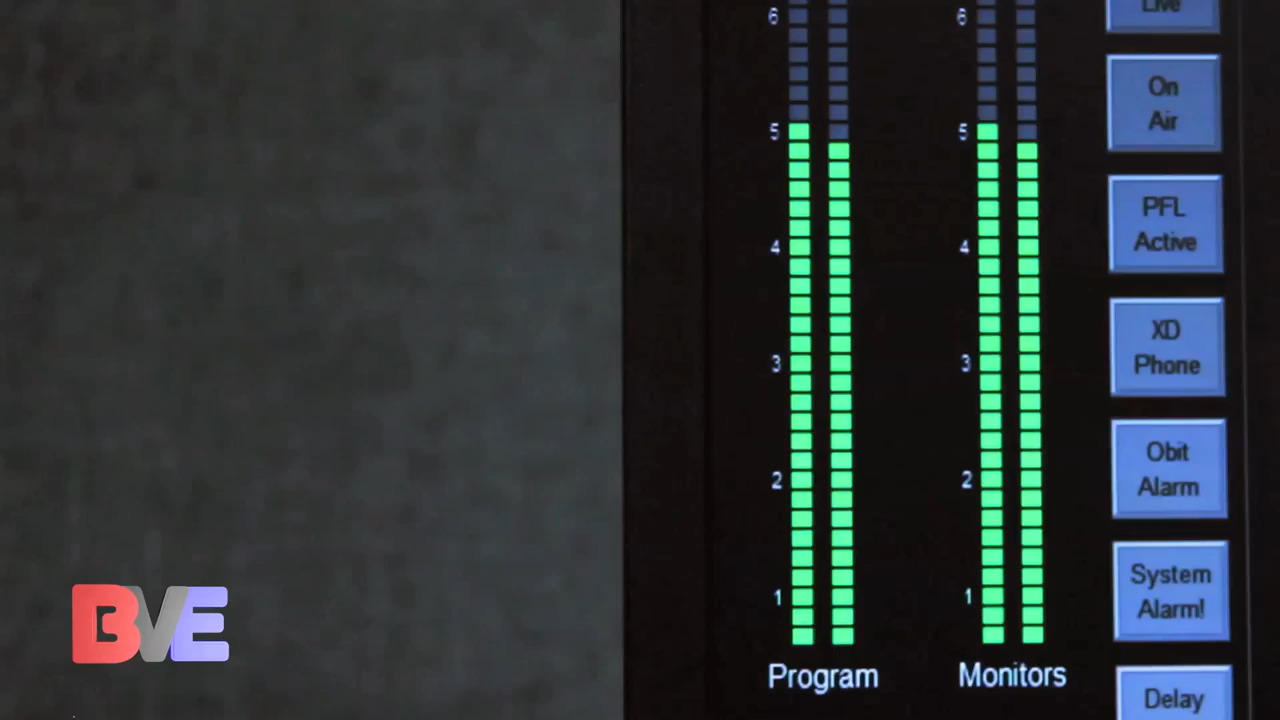 6
6
Live
On
Air
5
5
PFL
Active
4
4
XD
Phone
3
3
Obit
Alarm
2
2
System
Alarm!
1
1
Program
Monitors
Delay
BVE